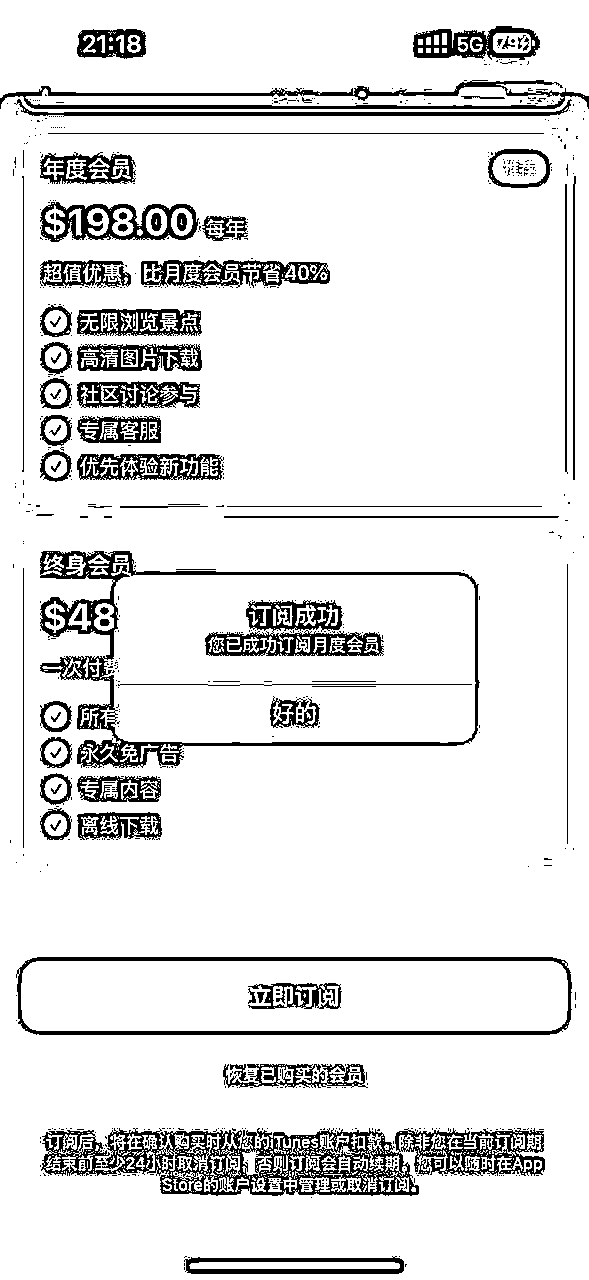 21:18
5G
年度会员
$198.00 每年
超值优惠，比月度会员节省40%
无限浏览景点
高清图片下载
社区讨论参与
专属客服
优先体验新功能
终身会员
$48
一次付费
订阅成功
您已成功订阅月度会员
好的
所有
永久免广告
专属内容
离线下载
立即订阅
恢复已购买的会员
订阅后，将在确认购买时从您的iTunes账户扣款。除非您在当前订阅期
结束前至少24小时取消订阅，否则订阅会自动续期。您可以随时在App
Store的账户设置中管理或取消订阅。